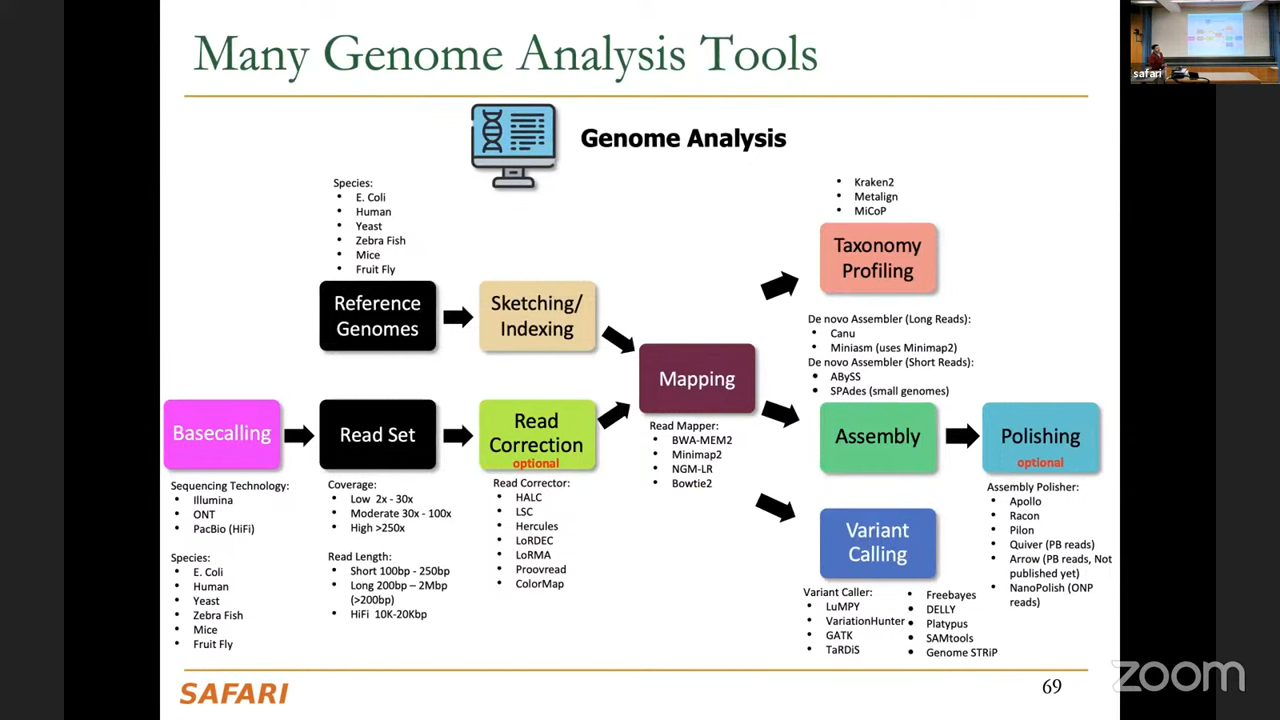 Many Genome Analysis Tools
safari
Genome Analysis
Species:
• E. Coli
• Human
• Yeast
• Zebra Fish
• Mice
• Fruit Fly
Reference
Genomes
Sketching/
Indexing
Basecalling
Read Set
Read
Correction
optional
Mapping
• Kraken2
• Metalign
• MiCoP
Taxonomy
Profiling
De novo Assembler (Long Reads):
• Canu
• Miniasm (uses Minimap2)
De novo Assembler (Short Reads):
• ABySS
• SPAdes (small genomes)
Assembly
Polishing
optional
Variant
Calling
Sequencing Technology:
• Illumina
• ONT
• PacBio (HiFi)
Species:
• E. Coli
• Human
• Yeast
• Zebra Fish
• Mice
• Fruit Fly
Coverage:
• Low 2x - 30x
• Moderate 30x - 100x
• High >250x
Read Length:
• Short 100bp - 250bp
• Long 200bp – 2Mbp
(>200bp)
• HiFi 10K-20Kbp
Read Corrector:
• HALC
• LSC
• Hercules
• LoRDEC
• LoRMA
• Proovread
• ColorMap
Read Mapper:
• BWA-MEM2
• Minimap2
• NGM-LR
• Bowtie2
Variant Caller:
• LuMPY
• VariationHunter
• GATK
• TaRDiS
• Freebayes
• DELLY
• Platypus
• SAMtools
• Genome STRiP
Assembly Polisher:
• Apollo
• Racon
• Pilon
• Quiver (PB reads)
• Arrow (PB reads, Not
published yet)
• NanoPolish (ONP
reads)
SAFARI
69
zoom